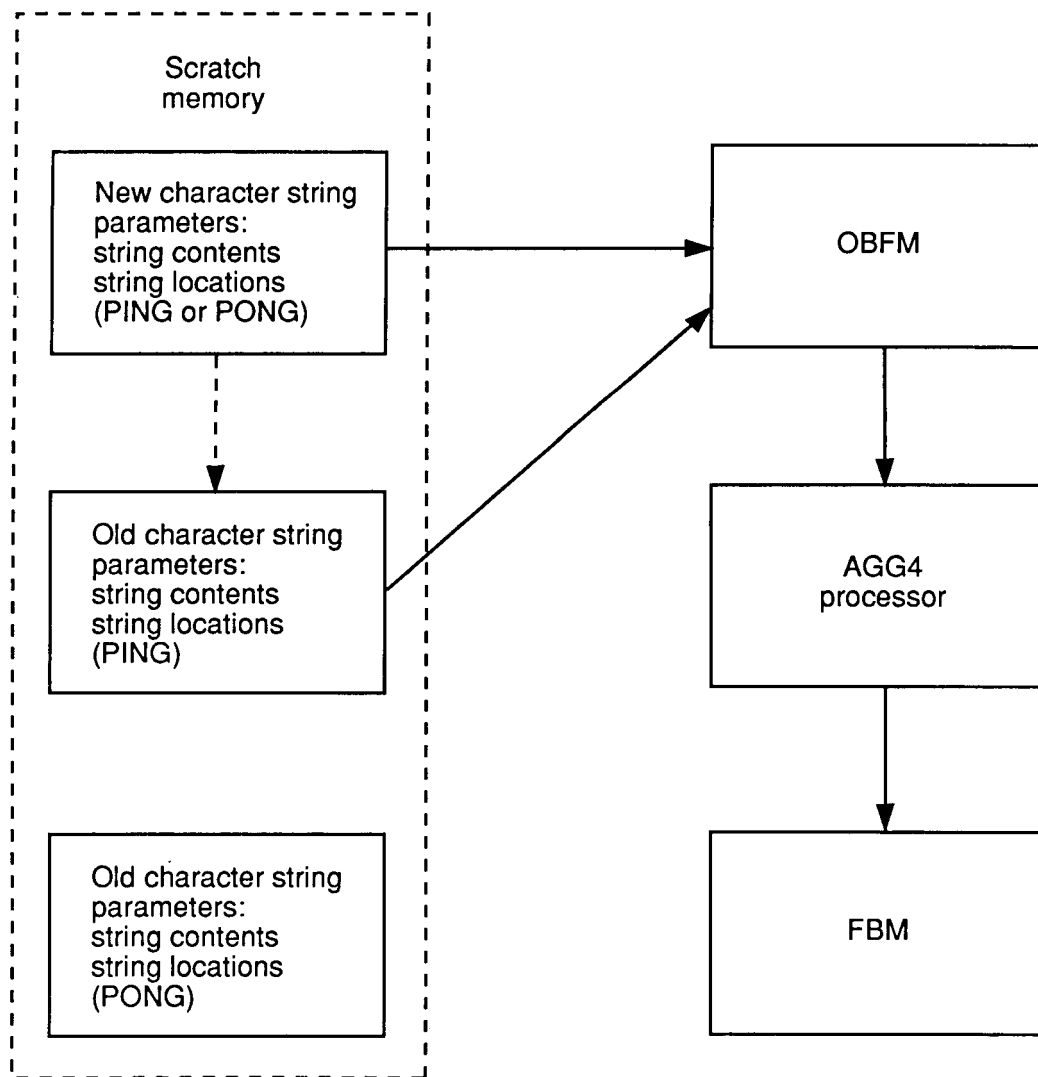 Scratch
memory
New character string
parameters:
string contents
string locations
(PING or PONG)
OBFM
Old character string
parameters:
string contents
string locations
(PING)
AGG4
processor
Old character string
parameters:
string contents
string locations
(PONG)
FBM